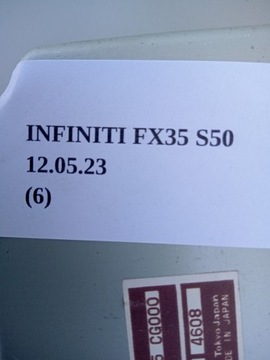 INFINITI FX35 S50
12.05.23
(6)
CG000
4608
Tokyo Japan
IN JAPAN